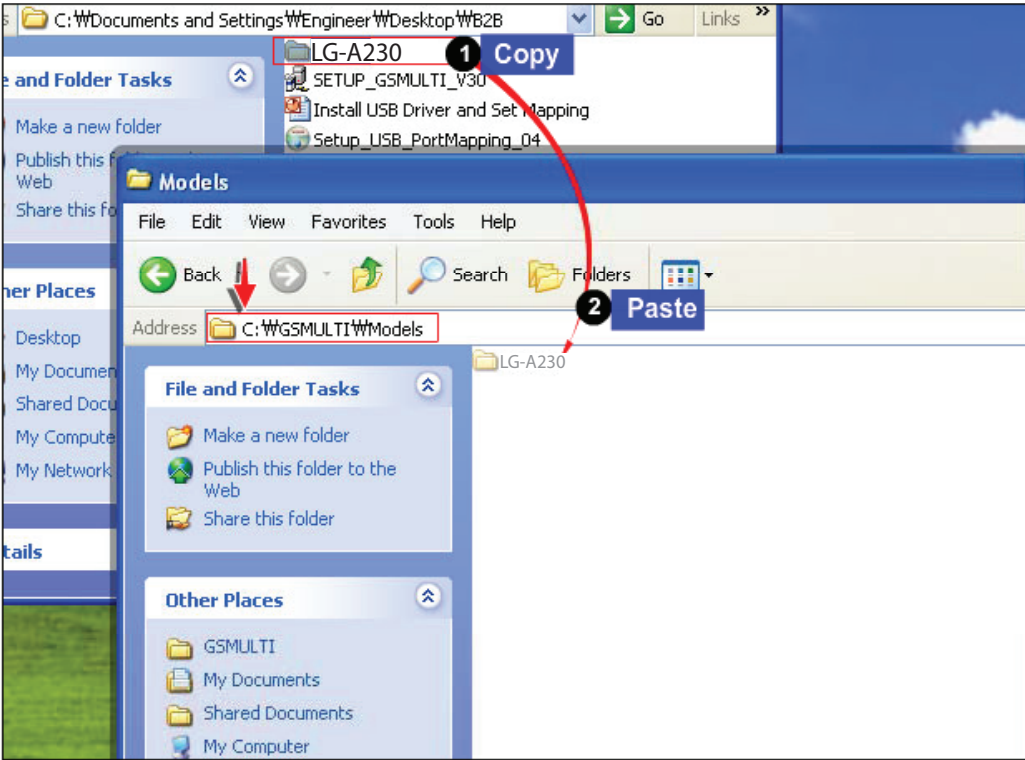 s C:₩Documents and Settings₩Engineer₩Desktop₩B2B Go Links »
LG-A230 1 Copy
SETUP_GSMULTI_V30
Install USB Driver and Set Mapping
Setup_USB_PortMapping_04
e and Folder Tasks
Make a new folder
Publish this f
Web
Share this fo
her Places
Desktop
My Documen
Shared Docu
My Compute
My Network
tails
Models
File Edit View Favorites Tools Help
Back Search Folders
2 Paste
Address C:₩GSMULTI₩Models
LG-A230
File and Folder Tasks
Make a new folder
Publish this folder to the
Web
Share this folder
Other Places
GSMULTI
My Documents
Shared Documents
My Computer